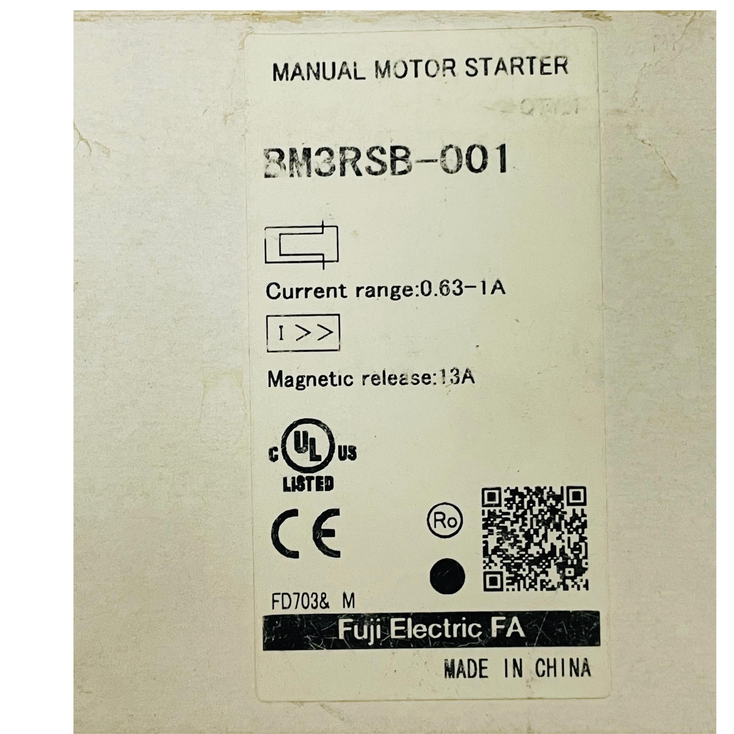 MANUAL MOTOR STARTER
BM3RSB-001
Current range:0.63-1A
I >>
Magnetic release:13A
C UL US
LISTED
CE
Ro
FD703& M
Fuji Electric FA
MADE IN CHINA